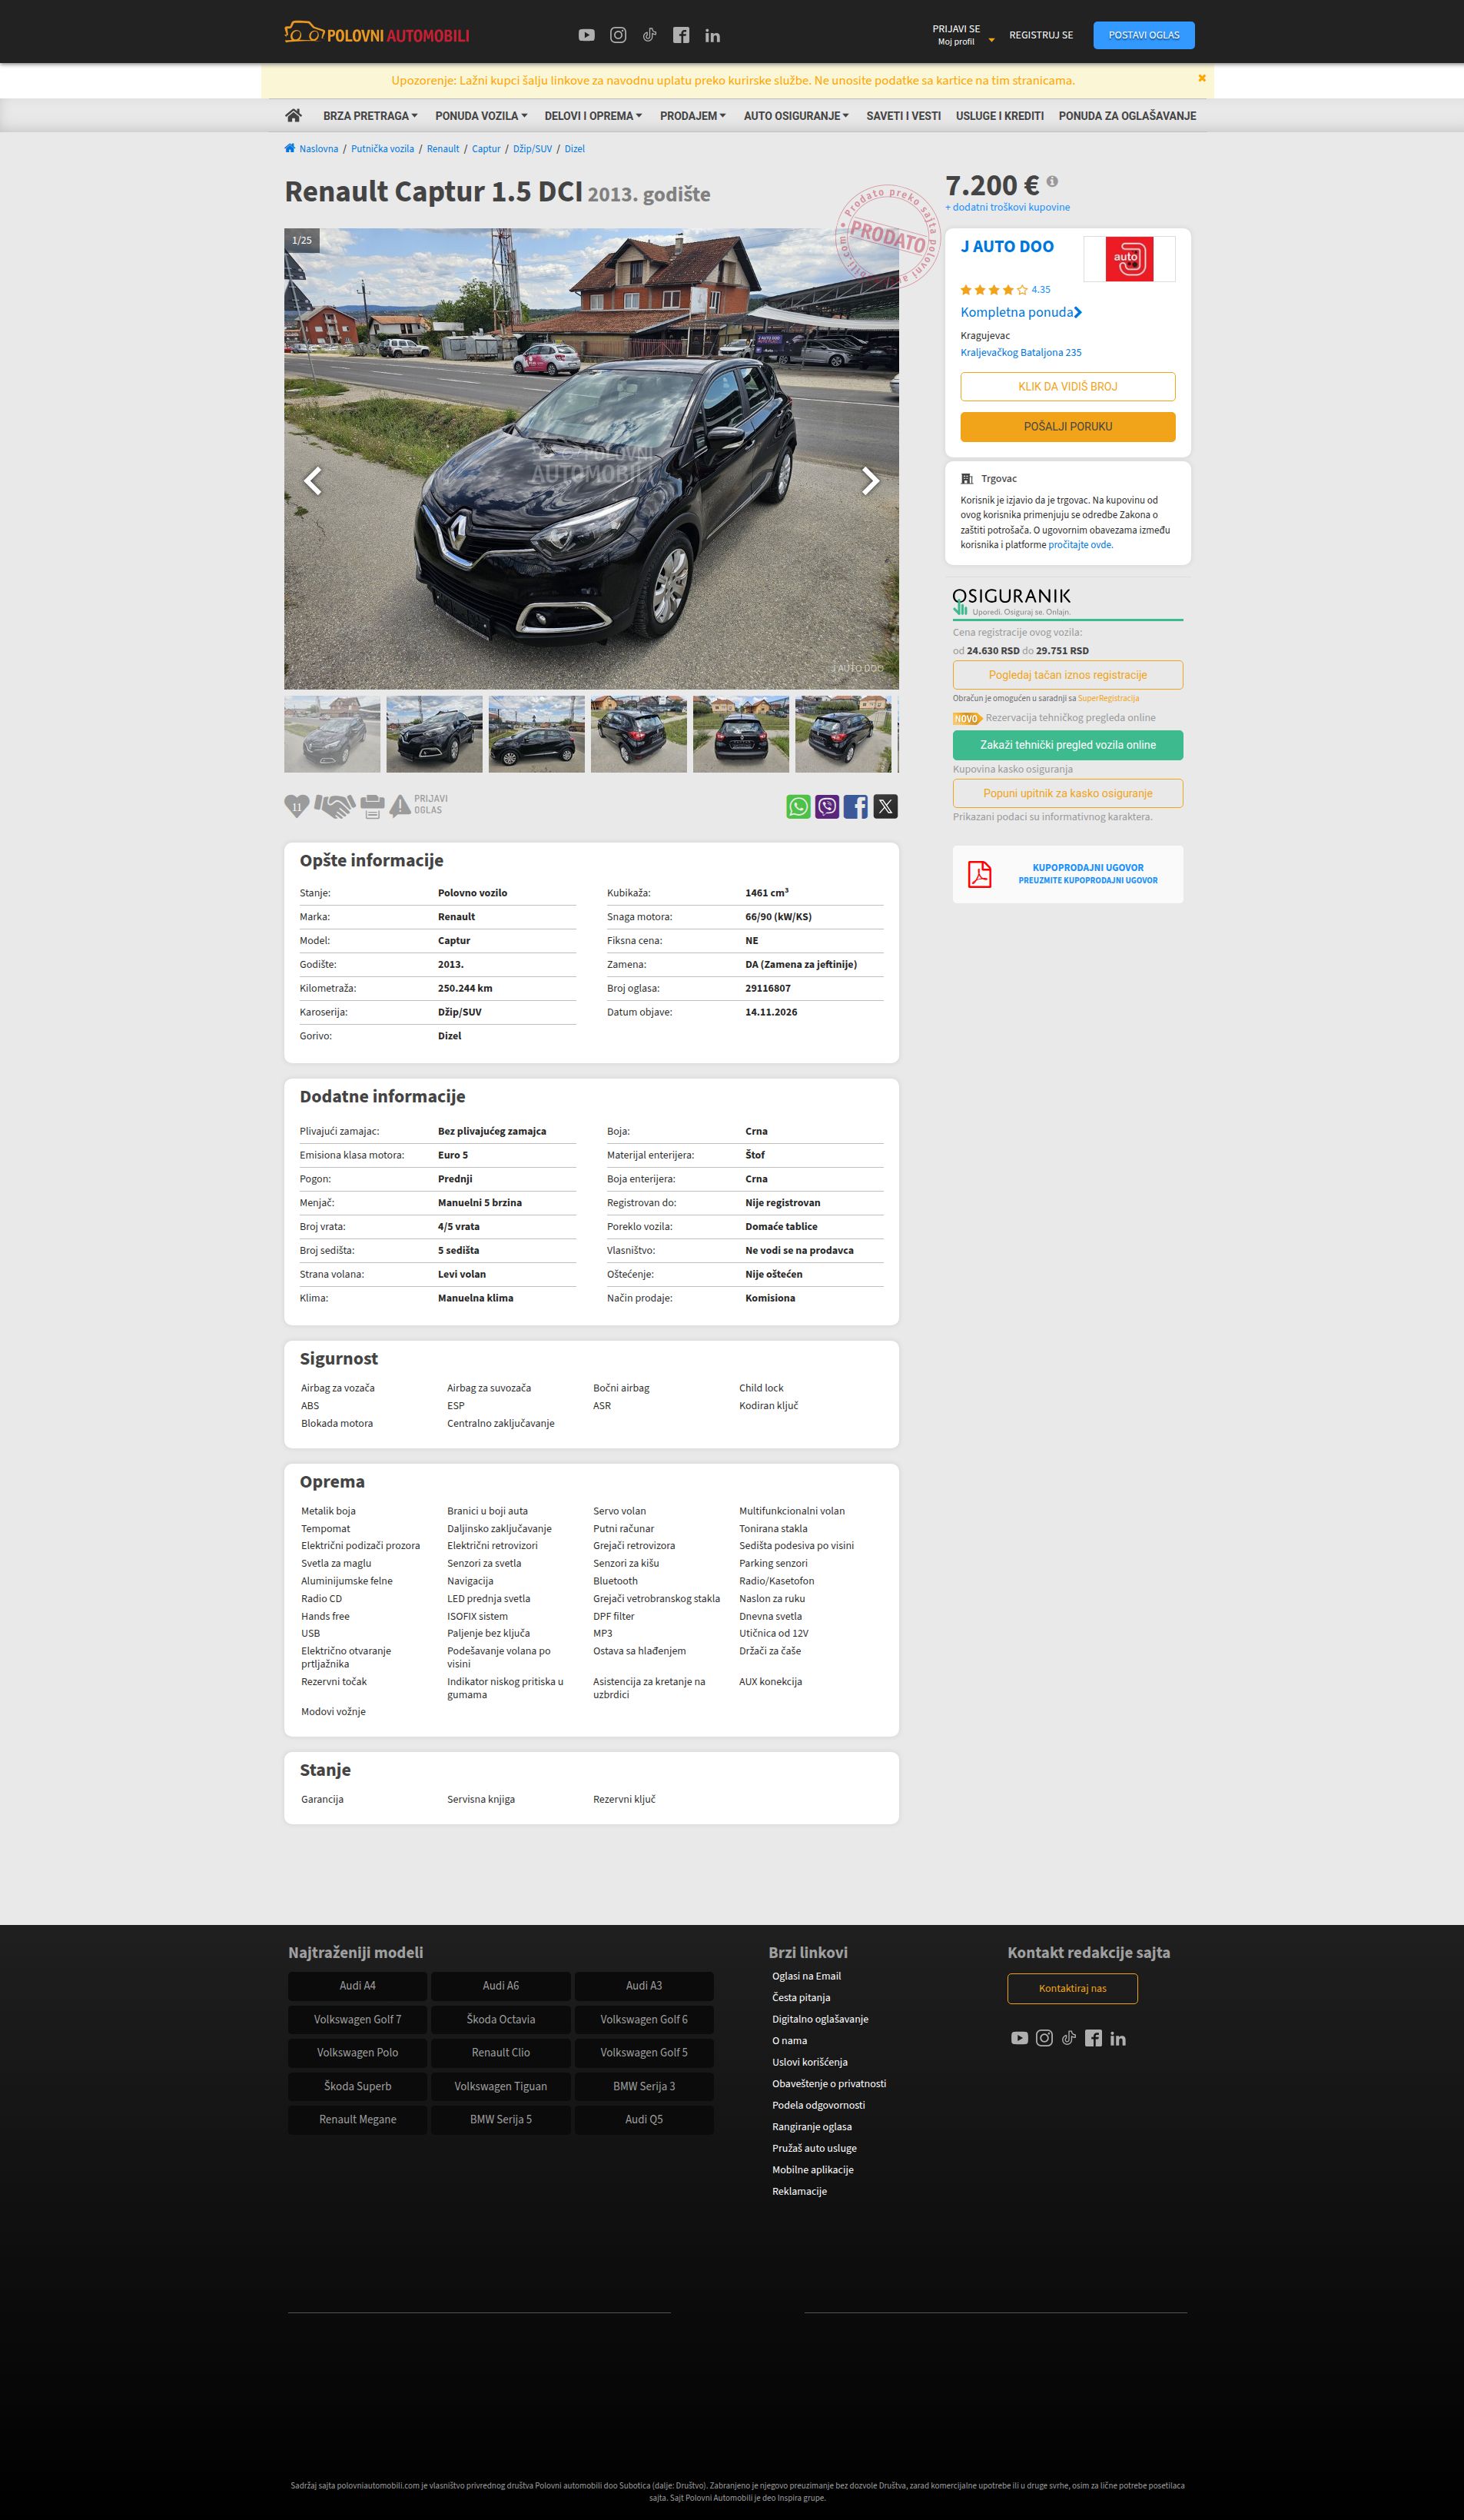 POLOVNI AUTOMOBILI
PRIJAVI SE
Moj profil
REGISTRUJ SE
POSTAVI OGLAS
Upozorenje: Lažni kupci šalju linkove za navodnu uplatu preko kurirske službe. Ne unosite podatke sa kartice na tim stranicama.
BRZA PRETRAGA PONUDA VOZILA DELOVI I OPREMA PRODAJEM AUTO OSIGURANJE SAVETI I VESTI USLUGE I KREDITI PONUDA ZA OGLAŠAVANJE
Naslovna / Putnička vozila / Renault / Captur / Džip/SUV / Dizel
Renault Captur 1.5 DCI 2013. godište
7.200 €
+ dodatni troškovi kupovine
Prodato preko sajta polovni automobili.com
PRODATO
1/25
POLOVNI
AUTOMOBILI
J AUTO DOO
J AUTO DOO
auto
4.35
Kompletna ponuda
Kragujevac
Kraljevačkog Bataljona 235
KLIK DA VIDIŠ BROJ
POŠALJI PORUKU
Trgovac
Korisnik je izjavio da je trgovac. Na kupovinu od
ovog korisnika primenjuju se odredbe Zakona o
zaštiti potrošača. O ugovornim obavezama između
korisnika i platforme pročitajte ovde.
OSIGURANIK
Uporedi. Osiguraj se. Onlajn.
Cena registracije ovog vozila:
od 24.630 RSD do 29.751 RSD
Pogledaj tačan iznos registracije
Obračun je omogućen u saradnji sa SuperRegistracija
NOVO Rezervacija tehničkog pregleda online
Zakaži tehnički pregled vozila online
Kupovina kasko osiguranja
Popuni upitnik za kasko osiguranje
Prikazani podaci su informativnog karaktera.
KUPOPRODAJNI UGOVOR
PREUZMITE KUPOPRODAJNI UGOVOR
11
PRIJAVI
OGLAS
Opšte informacije
Stanje: Polovno vozilo
Marka: Renault
Model: Captur
Godište: 2013.
Kilometraža: 250.244 km
Karoserija: Džip/SUV
Gorivo: Dizel
Kubikaža: 1461 cm³
Snaga motora: 66/90 (kW/KS)
Fiksna cena: NE
Zamena: DA (Zamena za jeftinije)
Broj oglasa: 29116807
Datum objave: 14.11.2026
Dodatne informacije
Plivajući zamajac: Bez plivajućeg zamajca
Emisiona klasa motora: Euro 5
Pogon: Prednji
Menjač: Manuelni 5 brzina
Broj vrata: 4/5 vrata
Broj sedišta: 5 sedišta
Strana volana: Levi volan
Klima: Manuelna klima
Boja: Crna
Materijal enterijera: Štof
Boja enterijera: Crna
Registrovan do: Nije registrovan
Poreklo vozila: Domaće tablice
Vlasništvo: Ne vodi se na prodavca
Oštećenje: Nije oštećen
Način prodaje: Komisiona
Sigurnost
Airbag za vozača Airbag za suvozača Bočni airbag Child lock
ABS ESP ASR Kodiran ključ
Blokada motora Centralno zaključavanje
Oprema
Metalik boja Branici u boji auta Servo volan Multifunkcionalni volan
Tempomat Daljinsko zaključavanje Putni računar Tonirana stakla
Električni podizači prozora Električni retrovizori Grejači retrovizora Sedišta podesiva po visini
Svetla za maglu Senzori za svetla Senzori za kišu Parking senzori
Aluminijumske felne Navigacija Bluetooth Radio/Kasetofon
Radio CD LED prednja svetla Grejači vetrobranskog stakla Naslon za ruku
Hands free ISOFIX sistem DPF filter Dnevna svetla
USB Paljenje bez ključa MP3 Utičnica od 12V
Električno otvaranje
prtljažnika
Podešavanje volana po
visini
Ostava sa hlađenjem Držači za čaše
Rezervni točak
Indikator niskog pritiska u
gumama
Asistencija za kretanje na
uzbrdici
AUX konekcija
Modovi vožnje
Stanje
Garancija Servisna knjiga Rezervni ključ
Najtraženiji modeli
Audi A4 Audi A6 Audi A3
Volkswagen Golf 7 Škoda Octavia Volkswagen Golf 6
Volkswagen Polo Renault Clio Volkswagen Golf 5
Škoda Superb Volkswagen Tiguan BMW Serija 3
Renault Megane BMW Serija 5 Audi Q5
Brzi linkovi
Oglasi na Email
Česta pitanja
Digitalno oglašavanje
O nama
Uslovi korišćenja
Obaveštenje o privatnosti
Podela odgovornosti
Rangiranje oglasa
Pružaš auto usluge
Mobilne aplikacije
Reklamacije
Kontakt redakcije sajta
Kontaktiraj nas
Sadržaj sajta polovniautomobili.com je vlasništvo privrednog društva Polovni automobili doo Subotica (dalje: Društvo). Zabranjeno je njegovo preuzimanje bez dozvole Društva, zarad komercijalne upotrebe ili u druge svrhe, osim za lične potrebe posetilaca
sajta. Sajt Polovni Automobili je deo Inspira grupe.